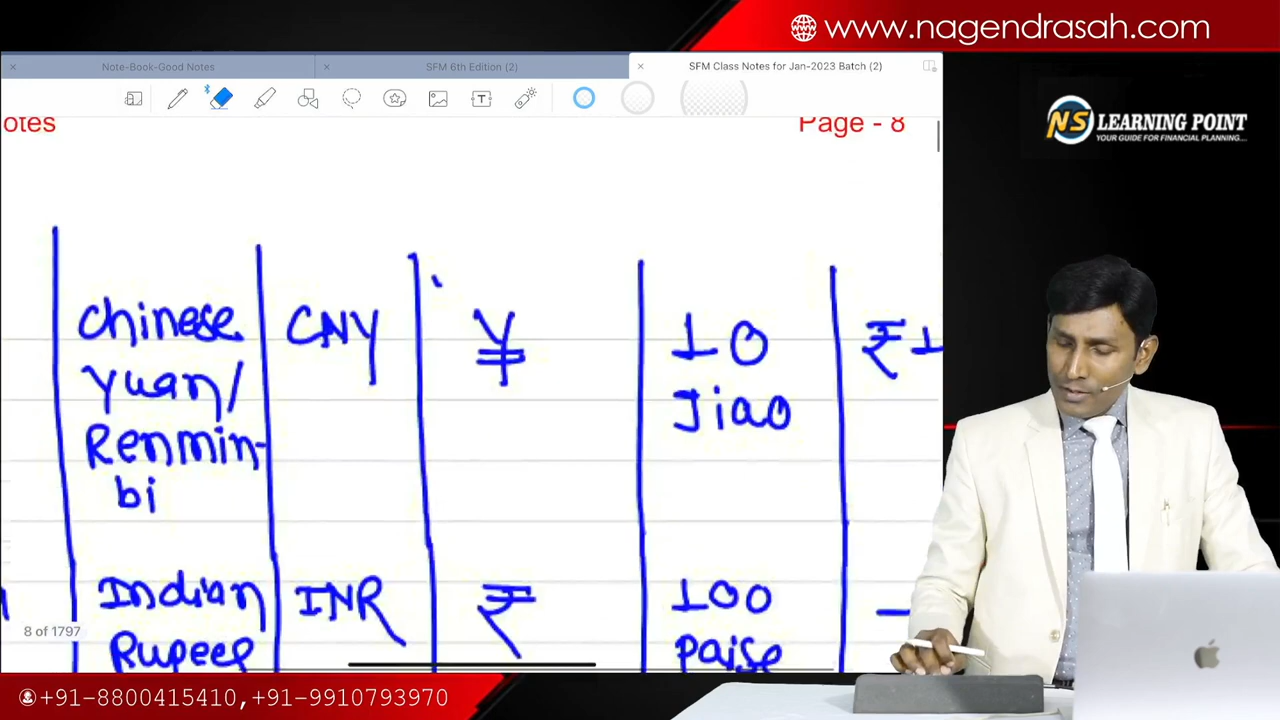 www.nagendrasah.com
Note-Book-Good Notes
SFM 6th Edition (2)
SFM Class Notes for Jan-2023 Batch (2)
otes
Page - 8
NS LEARNING POINT
YOUR GUIDE FOR FINANCIAL PLANNING....
Chinese CNY ¥ 10 ₹1
Yuan/ Jiao
Renmin-
bi
Indian INR ₹ 100 –
8 of 1797
Rupeep paise
+91-8800415410,+91-9910793970